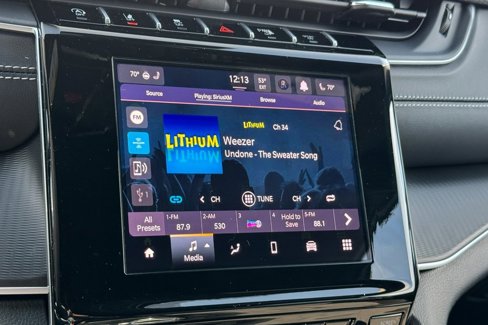 70° 12:13 53° EXT 70°
Source Playing: SiriusXM Browse Audio
FM
LITHIUM
LITHIUM Ch 34
Weezer
Undone - The Sweater Song
CH TUNE CH
All Presets
1-FM 87.9
2-AM 530
3
4 Hold to Save
5-FM 88.1
Media